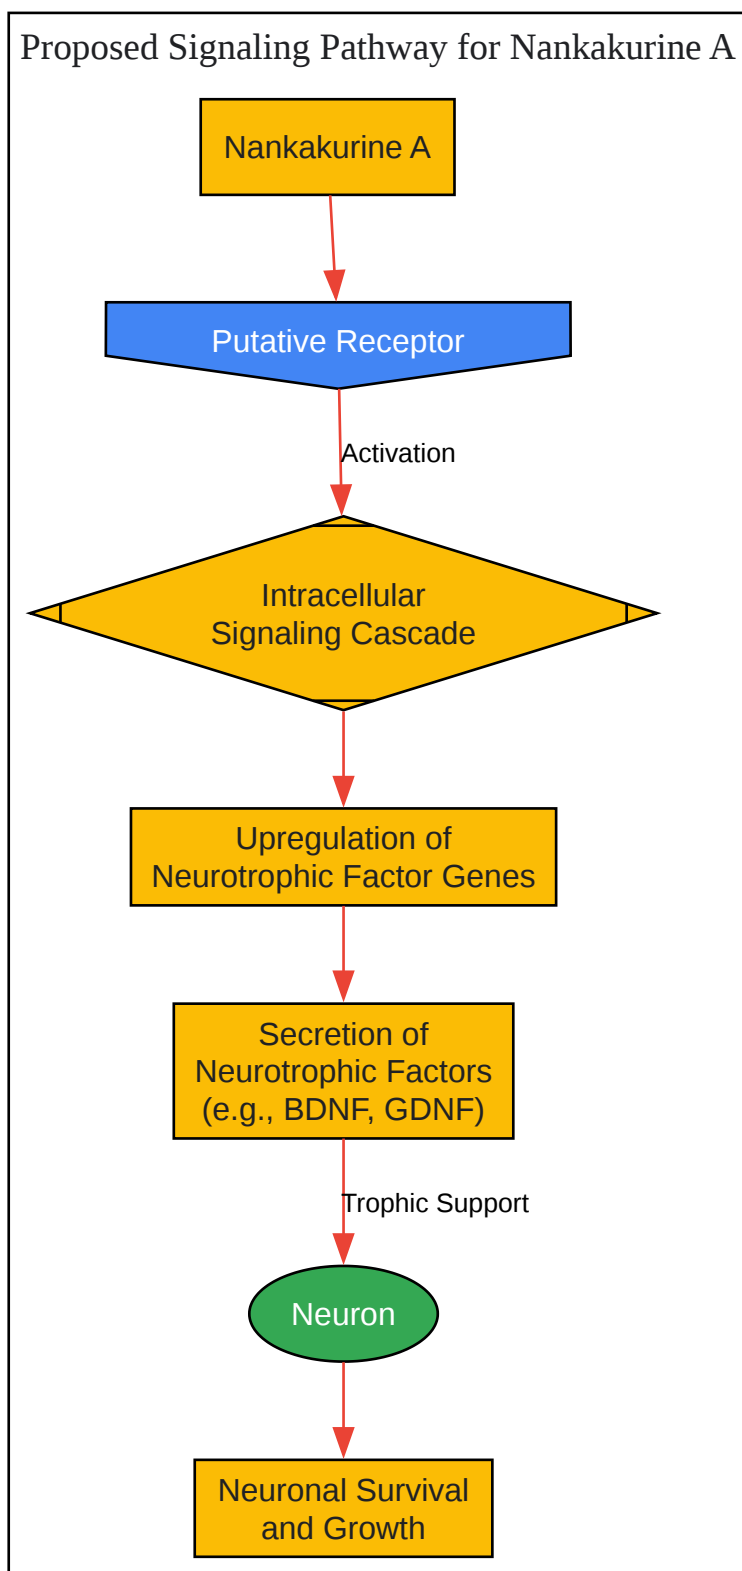 Proposed Signaling Pathway for Nankakurine A
Nankakurine A
Putative Receptor
Activation
Intracellular
Signaling Cascade
Upregulation of
Neurotrophic Factor Genes
Secretion of
Neurotrophic Factors
(e.g., BDNF, GDNF)
Trophic Support
Neuron
Neuronal Survival
and Growth